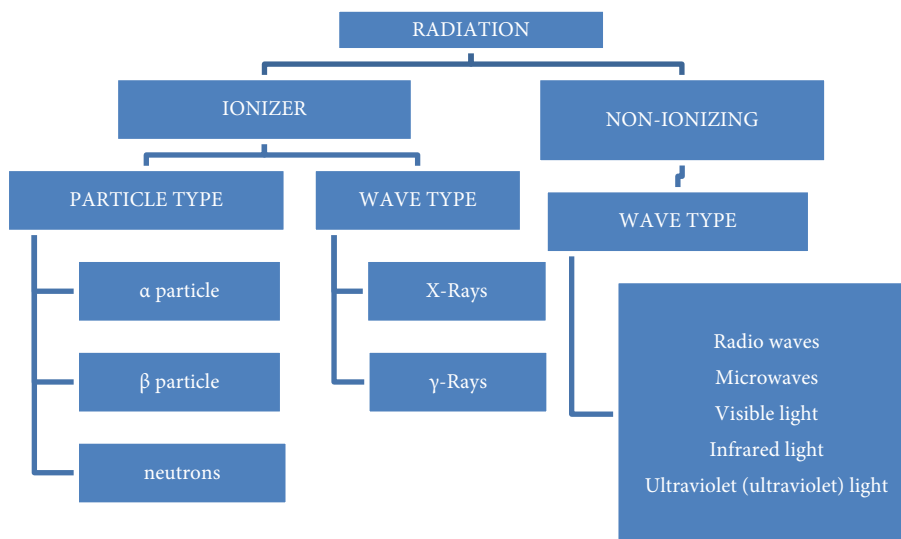 RADIATION
IONIZER
NON-IONIZING
PARTICLE TYPE
WAVE TYPE
WAVE TYPE
α particle
X-Rays
β particle
γ-Rays
neutrons
Radio waves
Microwaves
Visible light
Infrared light
Ultraviolet (ultraviolet) light